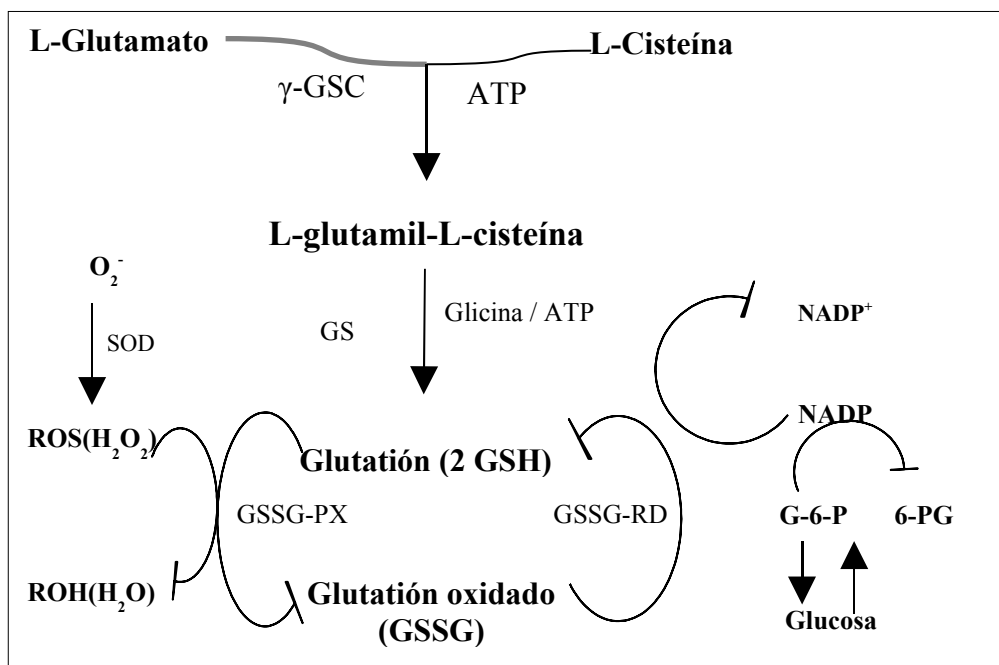 L-Glutamato
L-Cisteína
γ-GSC
ATP
L-glutamil-L-cisteína
O₂⁻
SOD
GS
Glicina / ATP
NADP⁺
NADP
ROS(H₂O₂)
Glutatión (2 GSH)
GSSG-PX
GSSG-RD
G-6-P
6-PG
ROH(H₂O)
Glutatión oxidado
(GSSG)
Glucosa